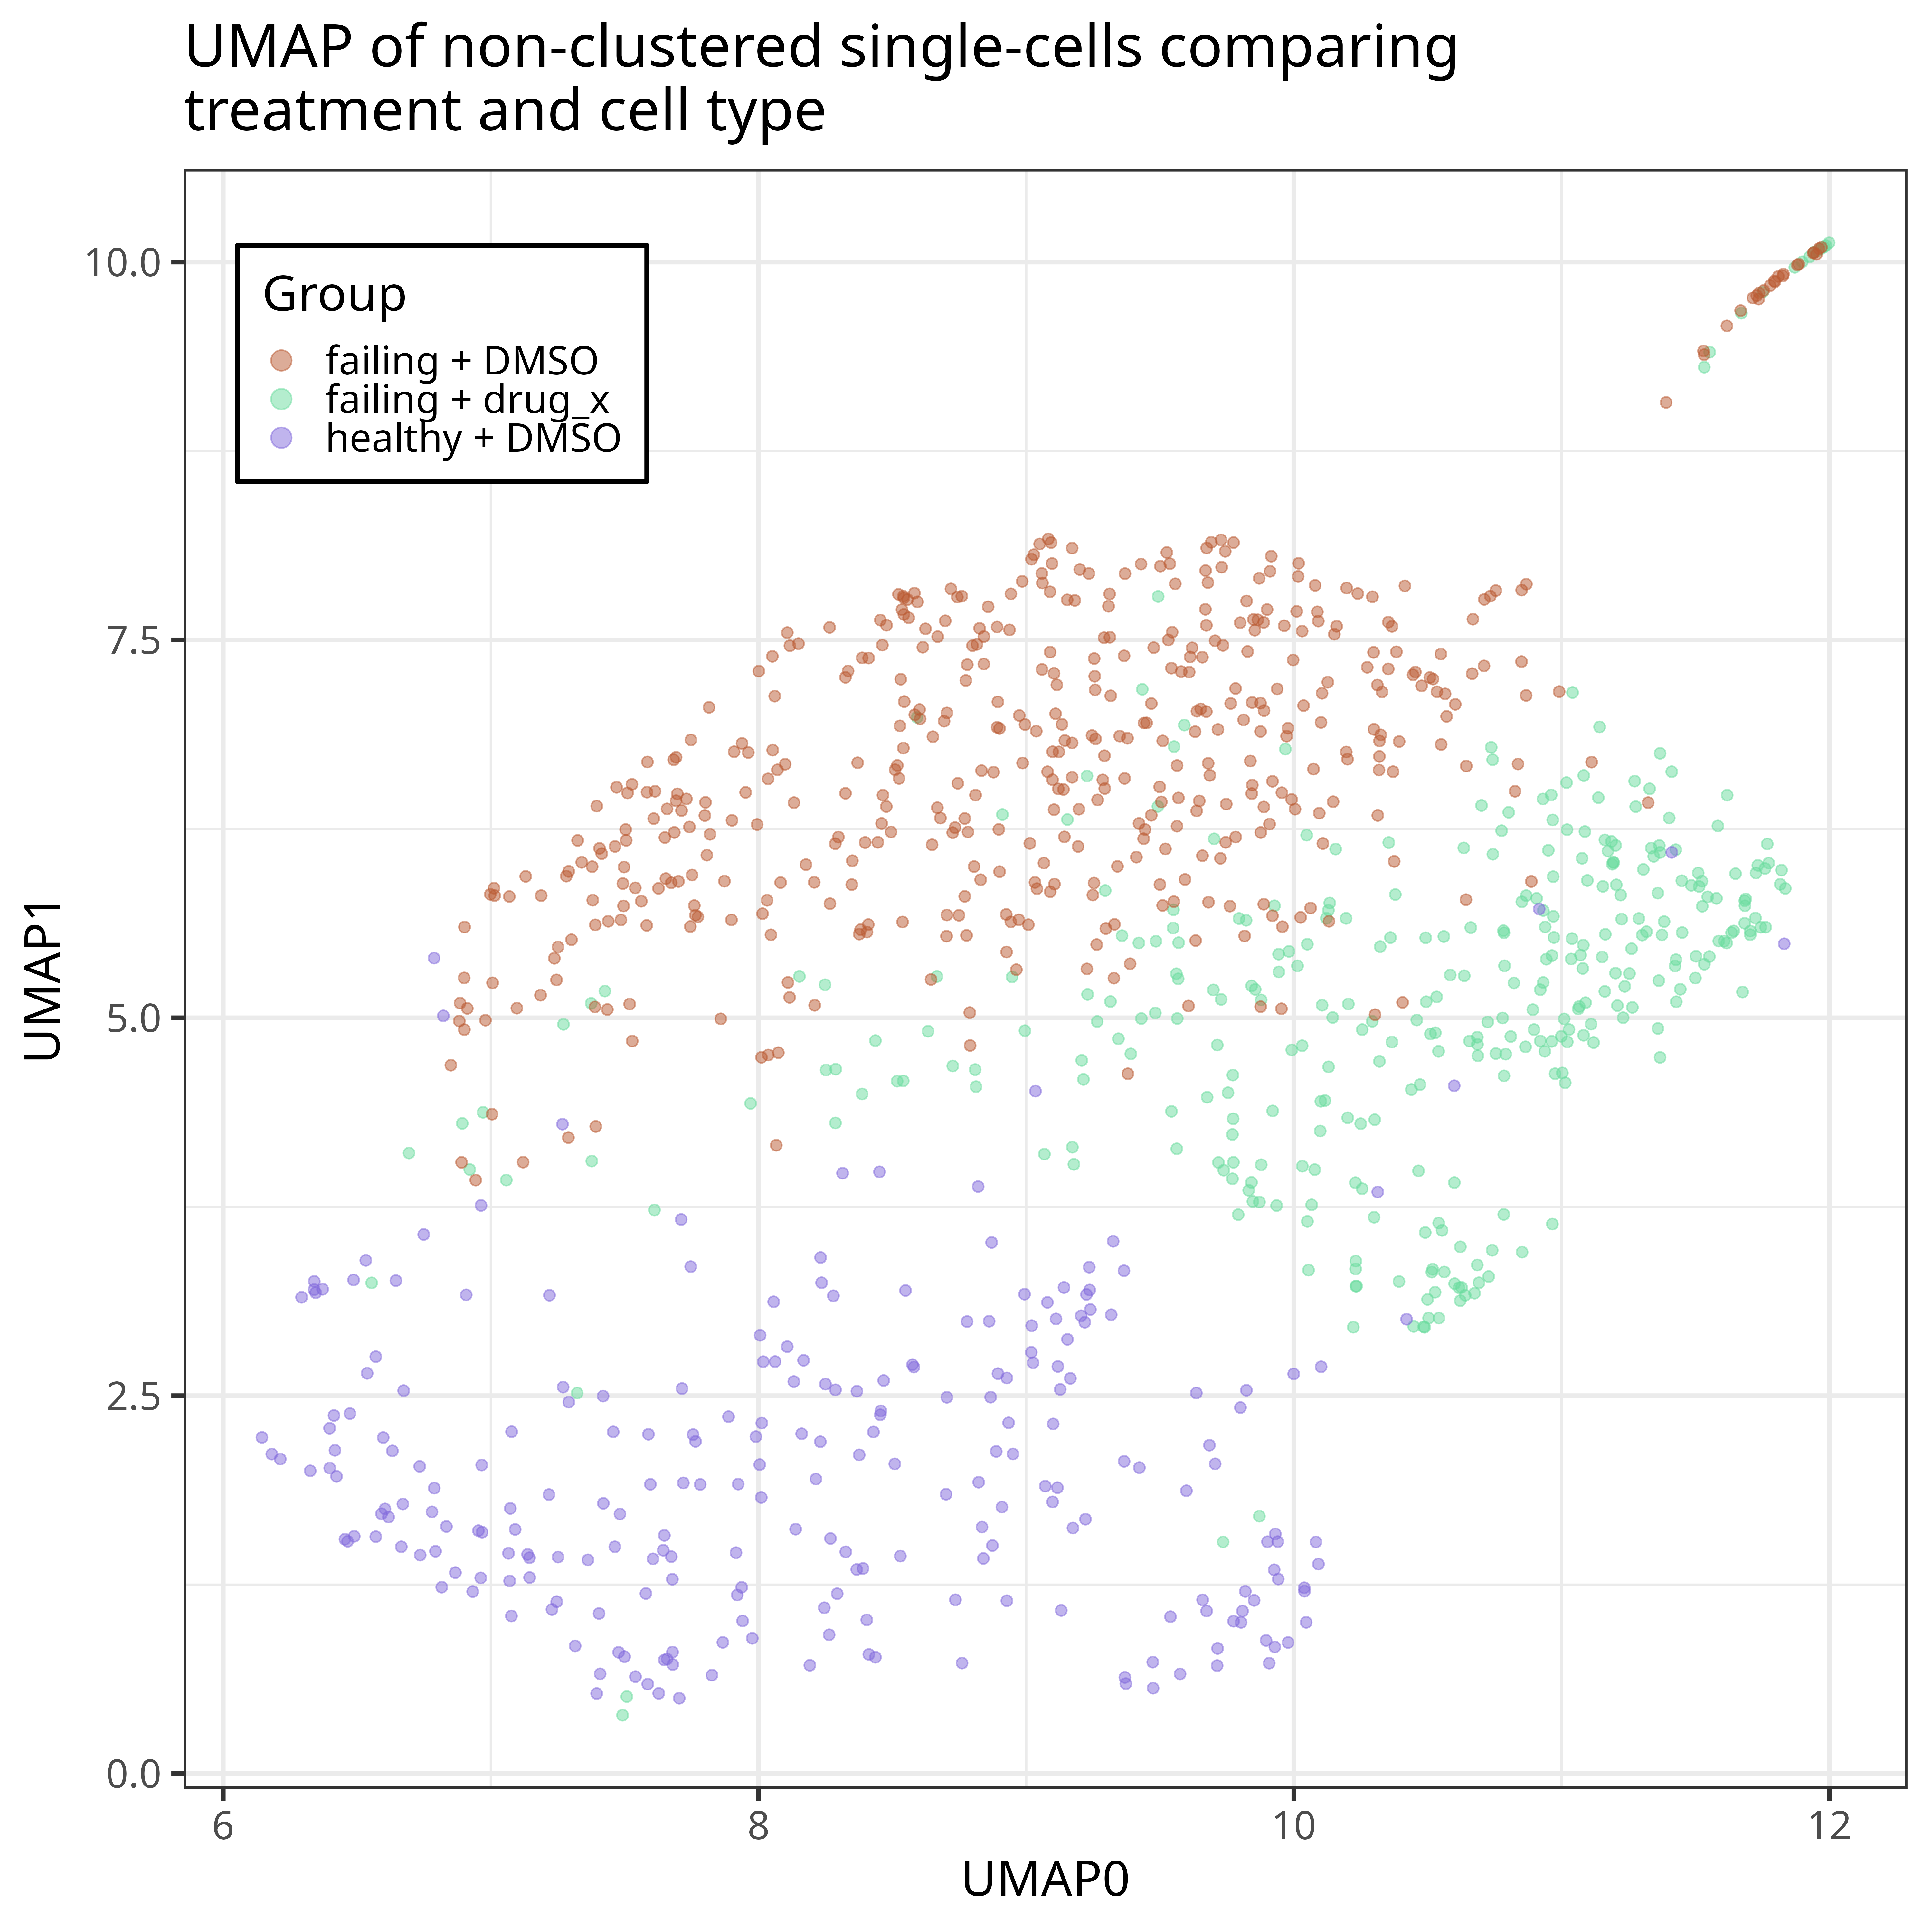 UMAP of non-clustered single-cells comparing
treatment and cell type
Group
failing + DMSO
failing + drug_x
healthy + DMSO
10.0
7.5
5.0
2.5
0.0
UMAP1
6 8 10 12
UMAP0